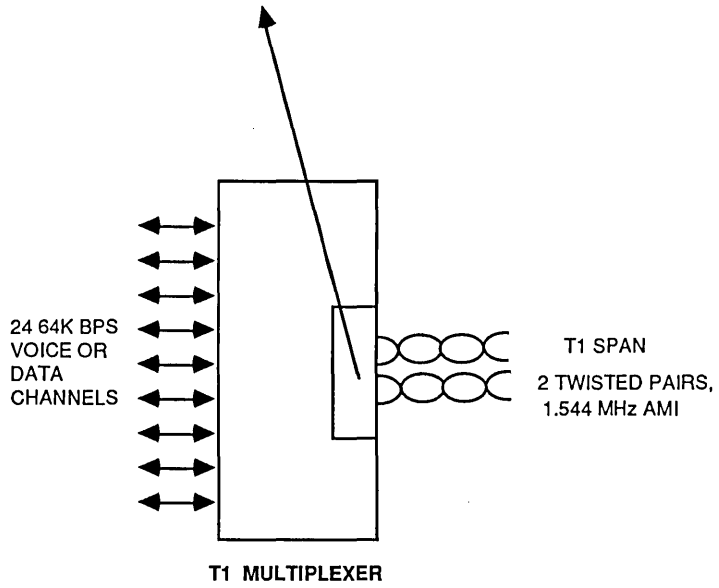 24 64K BPS
VOICE OR
DATA
CHANNELS
T1 SPAN
2 TWISTED PAIRS,
1.544 MHz AMI
T1 MULTIPLEXER